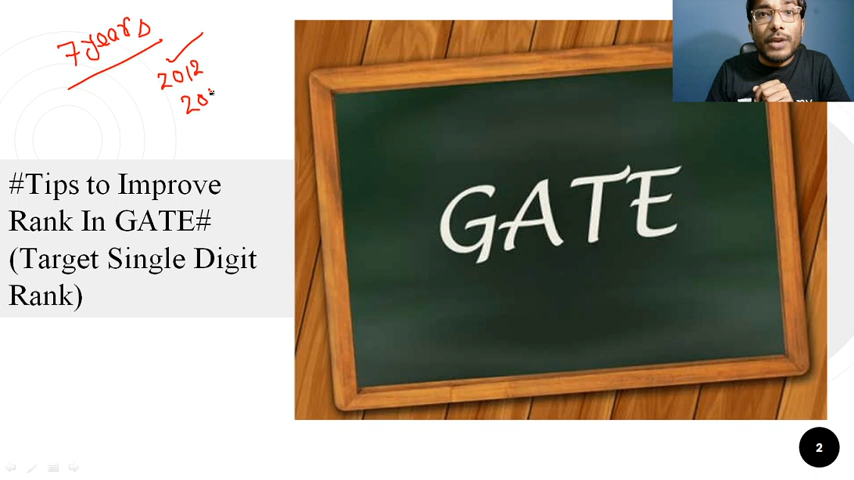 7 years
2012
#Tips to Improve
Rank In GATE#
(Target Single Digit
Rank)
GATE
2